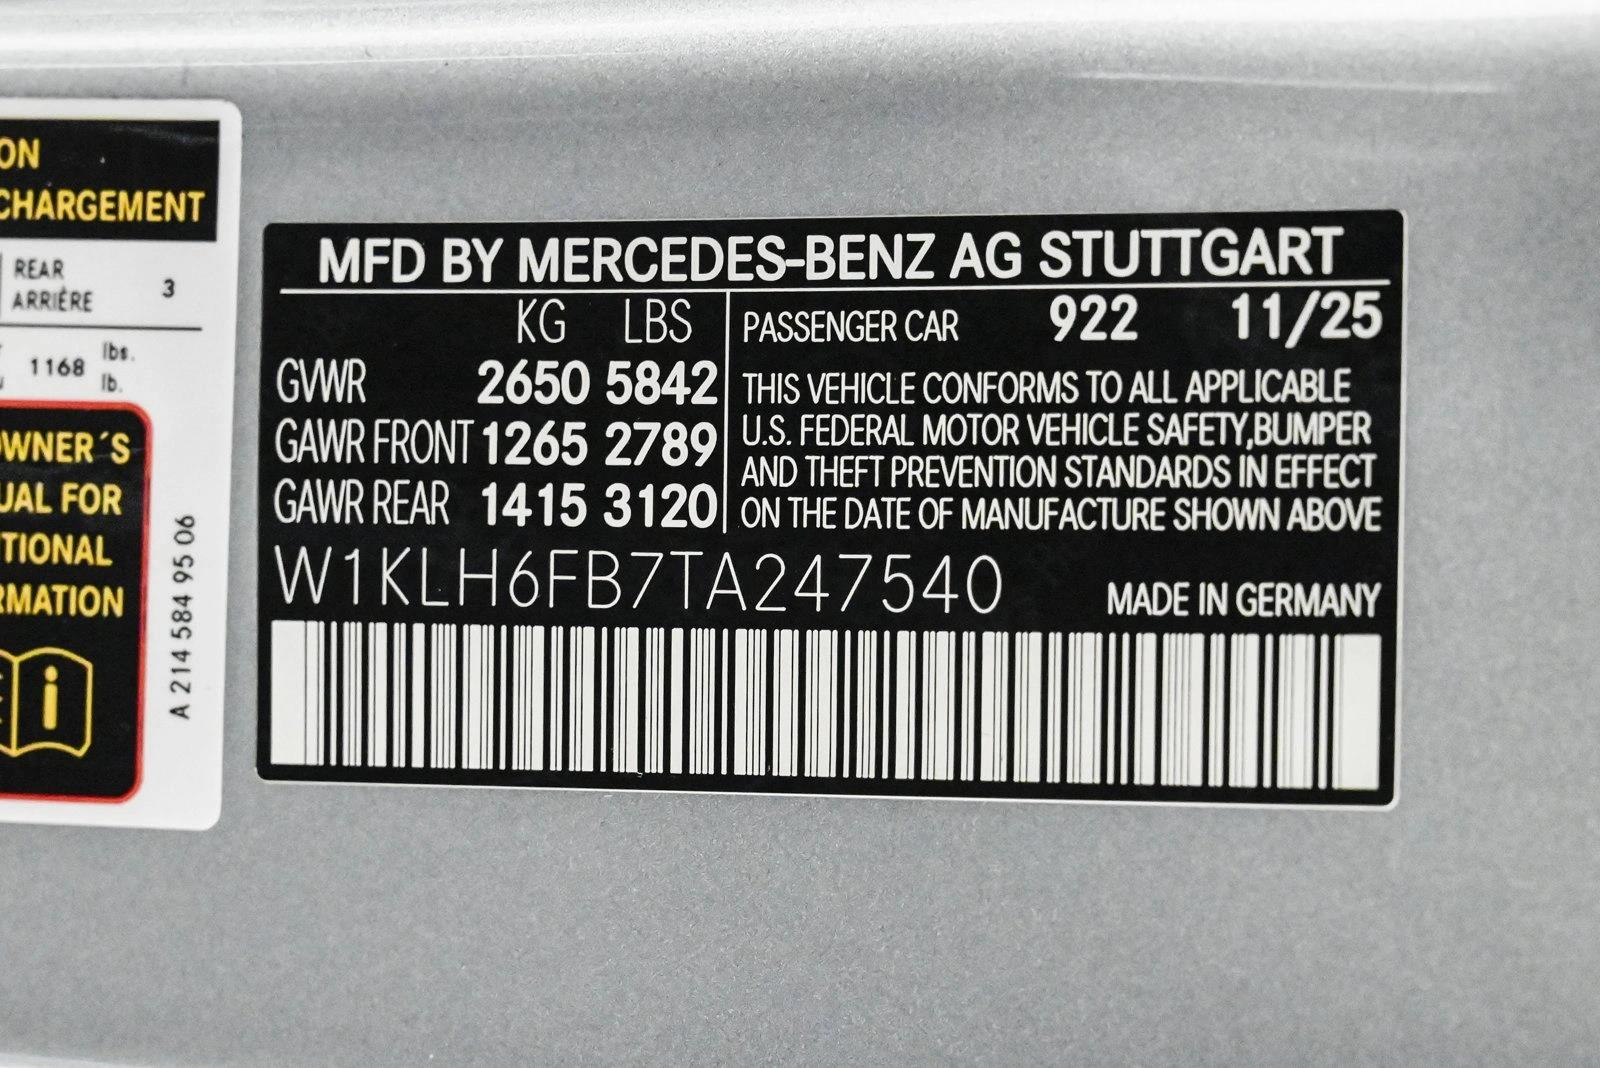 ON
CHARGEMENT
REAR
ARRIÈRE 3
1168 lbs.
lb.
OWNER´S
UAL FOR
TIONAL
RMATION
i
A 214 584 95 06
MFD BY MERCEDES-BENZ AG STUTTGART
KG LBS
GVWR 2650 5842
GAWR FRONT 1265 2789
GAWR REAR 1415 3120
PASSENGER CAR 922 11/25
THIS VEHICLE CONFORMS TO ALL APPLICABLE
U.S. FEDERAL MOTOR VEHICLE SAFETY,BUMPER
AND THEFT PREVENTION STANDARDS IN EFFECT
ON THE DATE OF MANUFACTURE SHOWN ABOVE
W1KLH6FB7TA247540
MADE IN GERMANY